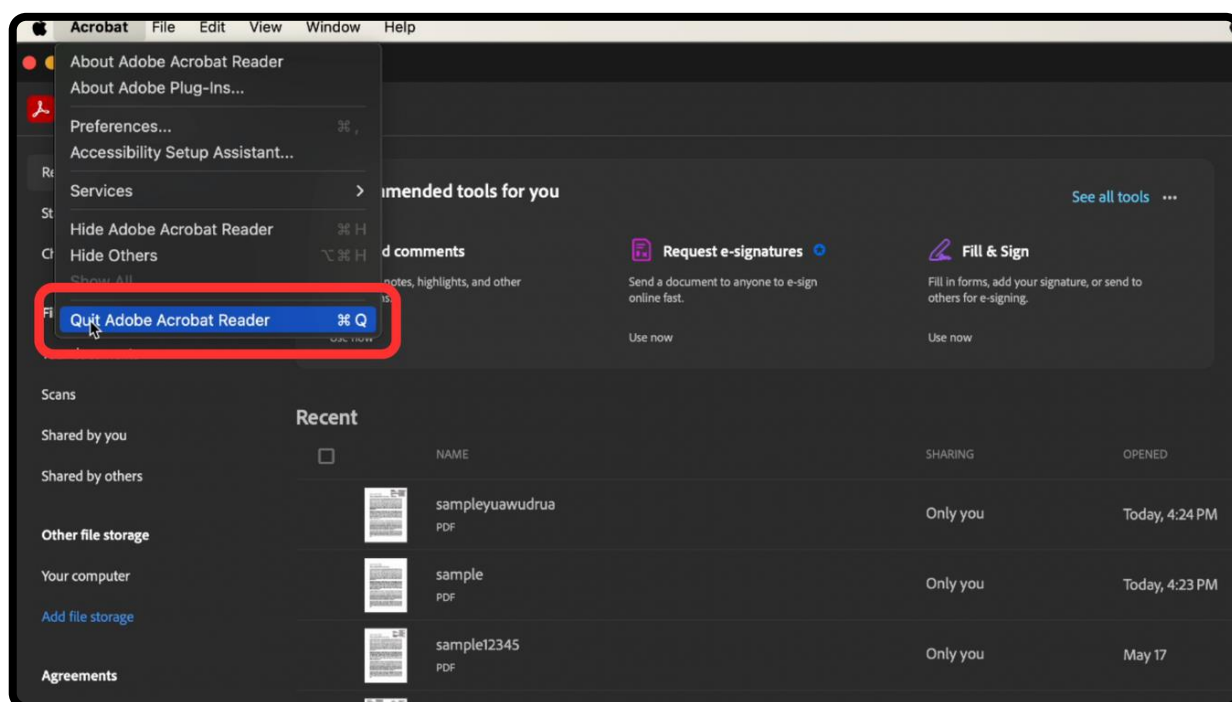 Acrobat File Edit View Window Help
About Adobe Acrobat Reader
About Adobe Plug-Ins...
Preferences... ⌘ ,
Accessibility Setup Assistant...
Services
Hide Adobe Acrobat Reader ⌘ H
Hide Others ⌥ ⌘ H
Show All
Quit Adobe Acrobat Reader ⌘ Q
tools for you
See all tools ...
comments
notes, highlights, and other
Use now
Request e-signatures
Send a document to anyone to e-sign
online fast.
Use now
Fill & Sign
Fill in forms, add your signature, or send to
others for e-signing.
Use now
Scans
Shared by you
Shared by others
Other file storage
Your computer
Add file storage
Agreements
Recent
NAME SHARING OPENED
sampleyuawudrua
PDF
Only you Today, 4:24 PM
sample
PDF
Only you Today, 4:23 PM
sample12345
PDF
Only you May 17